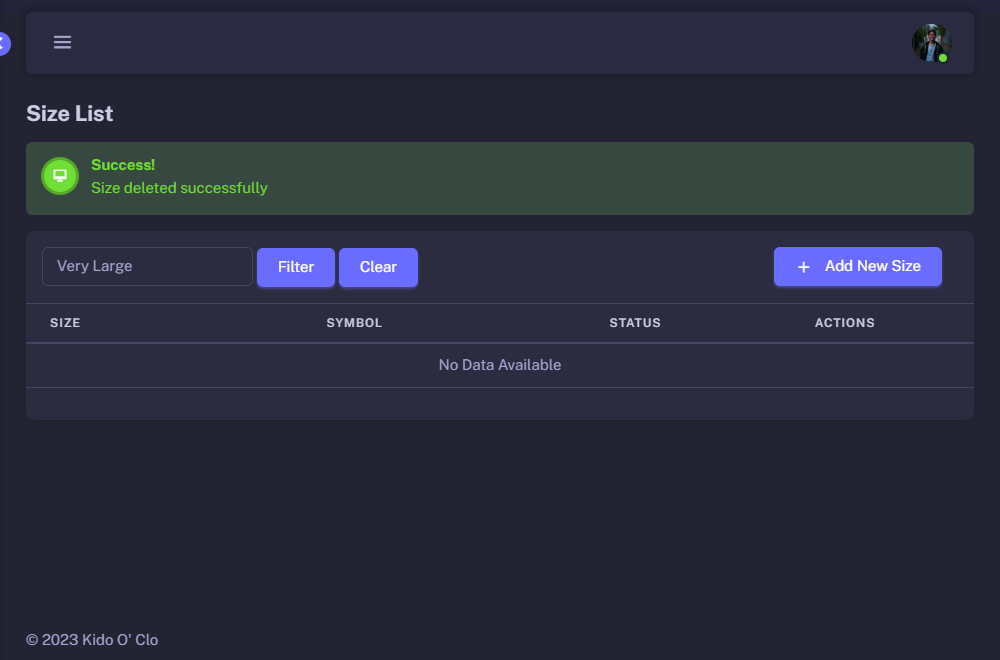 Size List
Success!
Size deleted successfully
Very Large
Filter
Clear
+ Add New Size
SIZE
SYMBOL
STATUS
ACTIONS
No Data Available
© 2023 Kido O' Clo